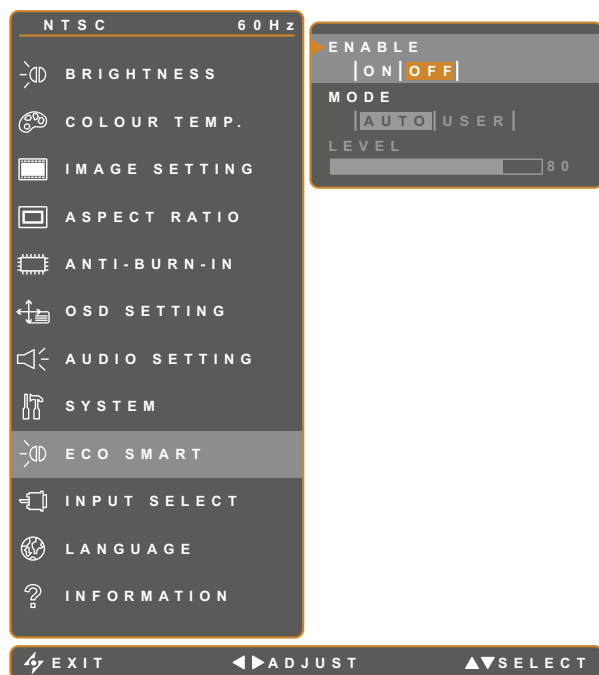 NTSC 60Hz
BRIGHTNESS
COLOUR TEMP.
IMAGE SETTING
ASPECT RATIO
ANTI-BURN-IN
OSD SETTING
AUDIO SETTING
SYSTEM
ECO SMART
INPUT SELECT
LANGUAGE
INFORMATION
ENABLE
ON OFF
MODE
AUTO USER
LEVEL
80
EXIT ADJUST SELECT